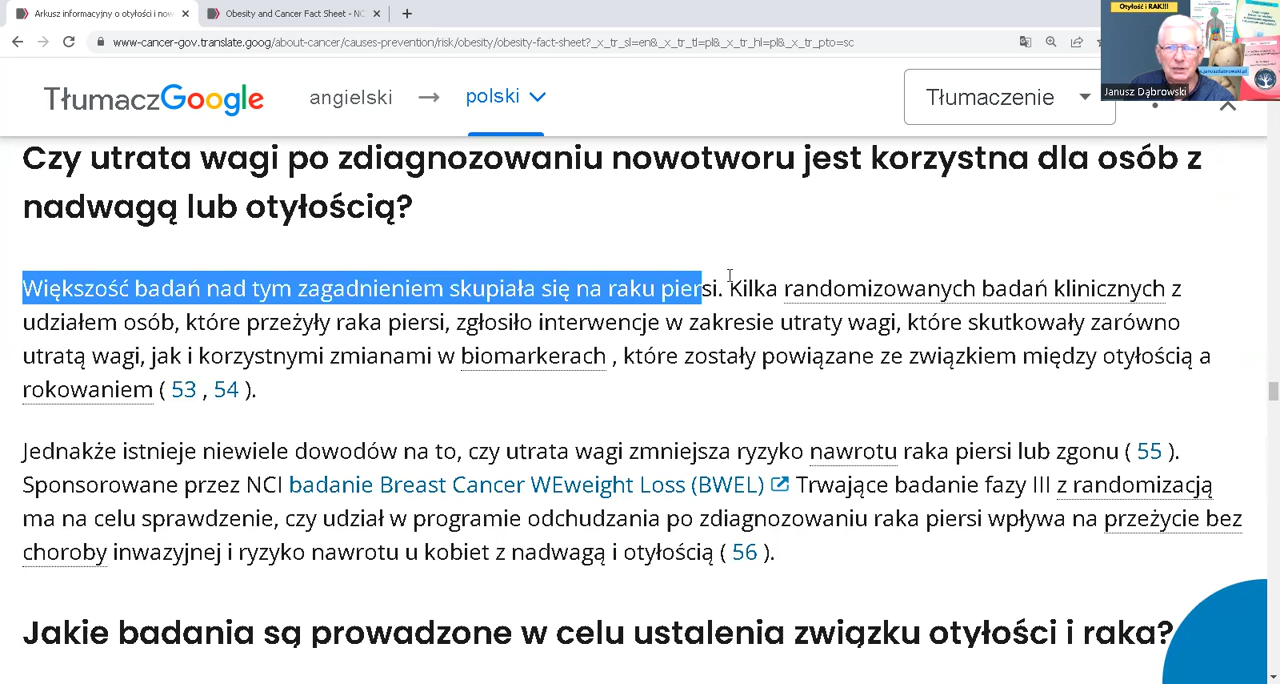 Arkusz informacyjny o otyłości i now
Obesity and Cancer Fact Sheet - NC
www-cancer-gov.translate.goog/about-cancer/causes-prevention/risk/obesity/obesity-fact-sheet?_x_tr_sl=en&_x_tr_tl=pl&_x_tr_hl=pl&_x_tr_pto=sc
Otyłość i RAK!!!
Janusz Dąbrowski
TłumaczGoogle angielski → polski Tłumaczenie
Czy utrata wagi po zdiagnozowaniu nowotworu jest korzystna dla osób z
nadwagą lub otyłością?
Większość badań nad tym zagadnieniem skupiała się na raku piersi. Kilka randomizowanych badań klinicznych z
udziałem osób, które przeżyły raka piersi, zgłosiło interwencje w zakresie utraty wagi, które skutkowały zarówno
utratą wagi, jak i korzystnymi zmianami w biomarkerach , które zostały powiązane ze związkiem między otyłością a
rokowaniem ( 53 , 54 ).
Jednakże istnieje niewiele dowodów na to, czy utrata wagi zmniejsza ryzyko nawrotu raka piersi lub zgonu ( 55 ).
Sponsorowane przez NCI badanie Breast Cancer WEweight Loss (BWEL) Trwające badanie fazy III z randomizacją
ma na celu sprawdzenie, czy udział w programie odchudzania po zdiagnozowaniu raka piersi wpływa na przeżycie bez
choroby inwazyjnej i ryzyko nawrotu u kobiet z nadwagą i otyłością ( 56 ).
Jakie badania są prowadzone w celu ustalenia związku otyłości i raka?